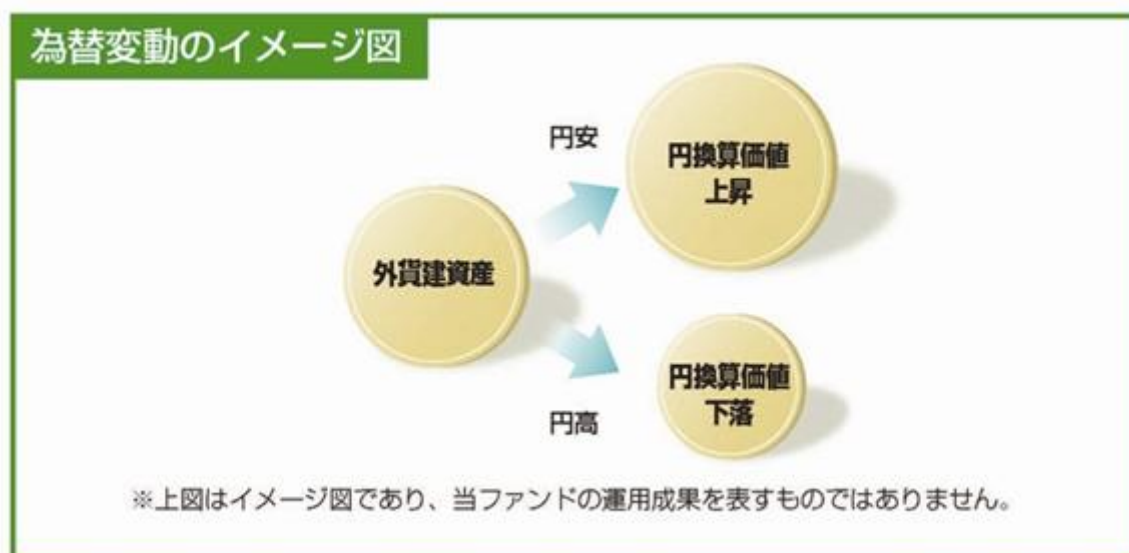 為替変動のイメージ図
円安
円換算価値
上昇
外貨建資産
円換算価値
下落
円高
※上図はイメージ図であり、当ファンドの運用成果を表すものではありません。